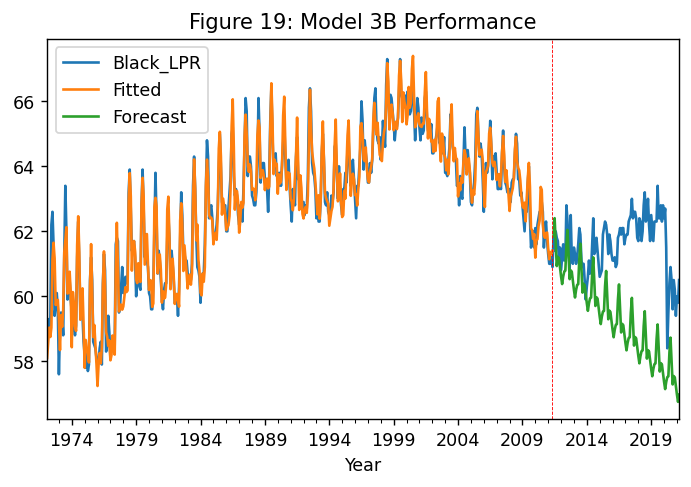 Figure 19: Model 3B Performance
Black_LPR
Fitted
Forecast
66
64
62
60
58
1974 1979 1984 1989 1994 1999 2004 2009 2014 2019
Year